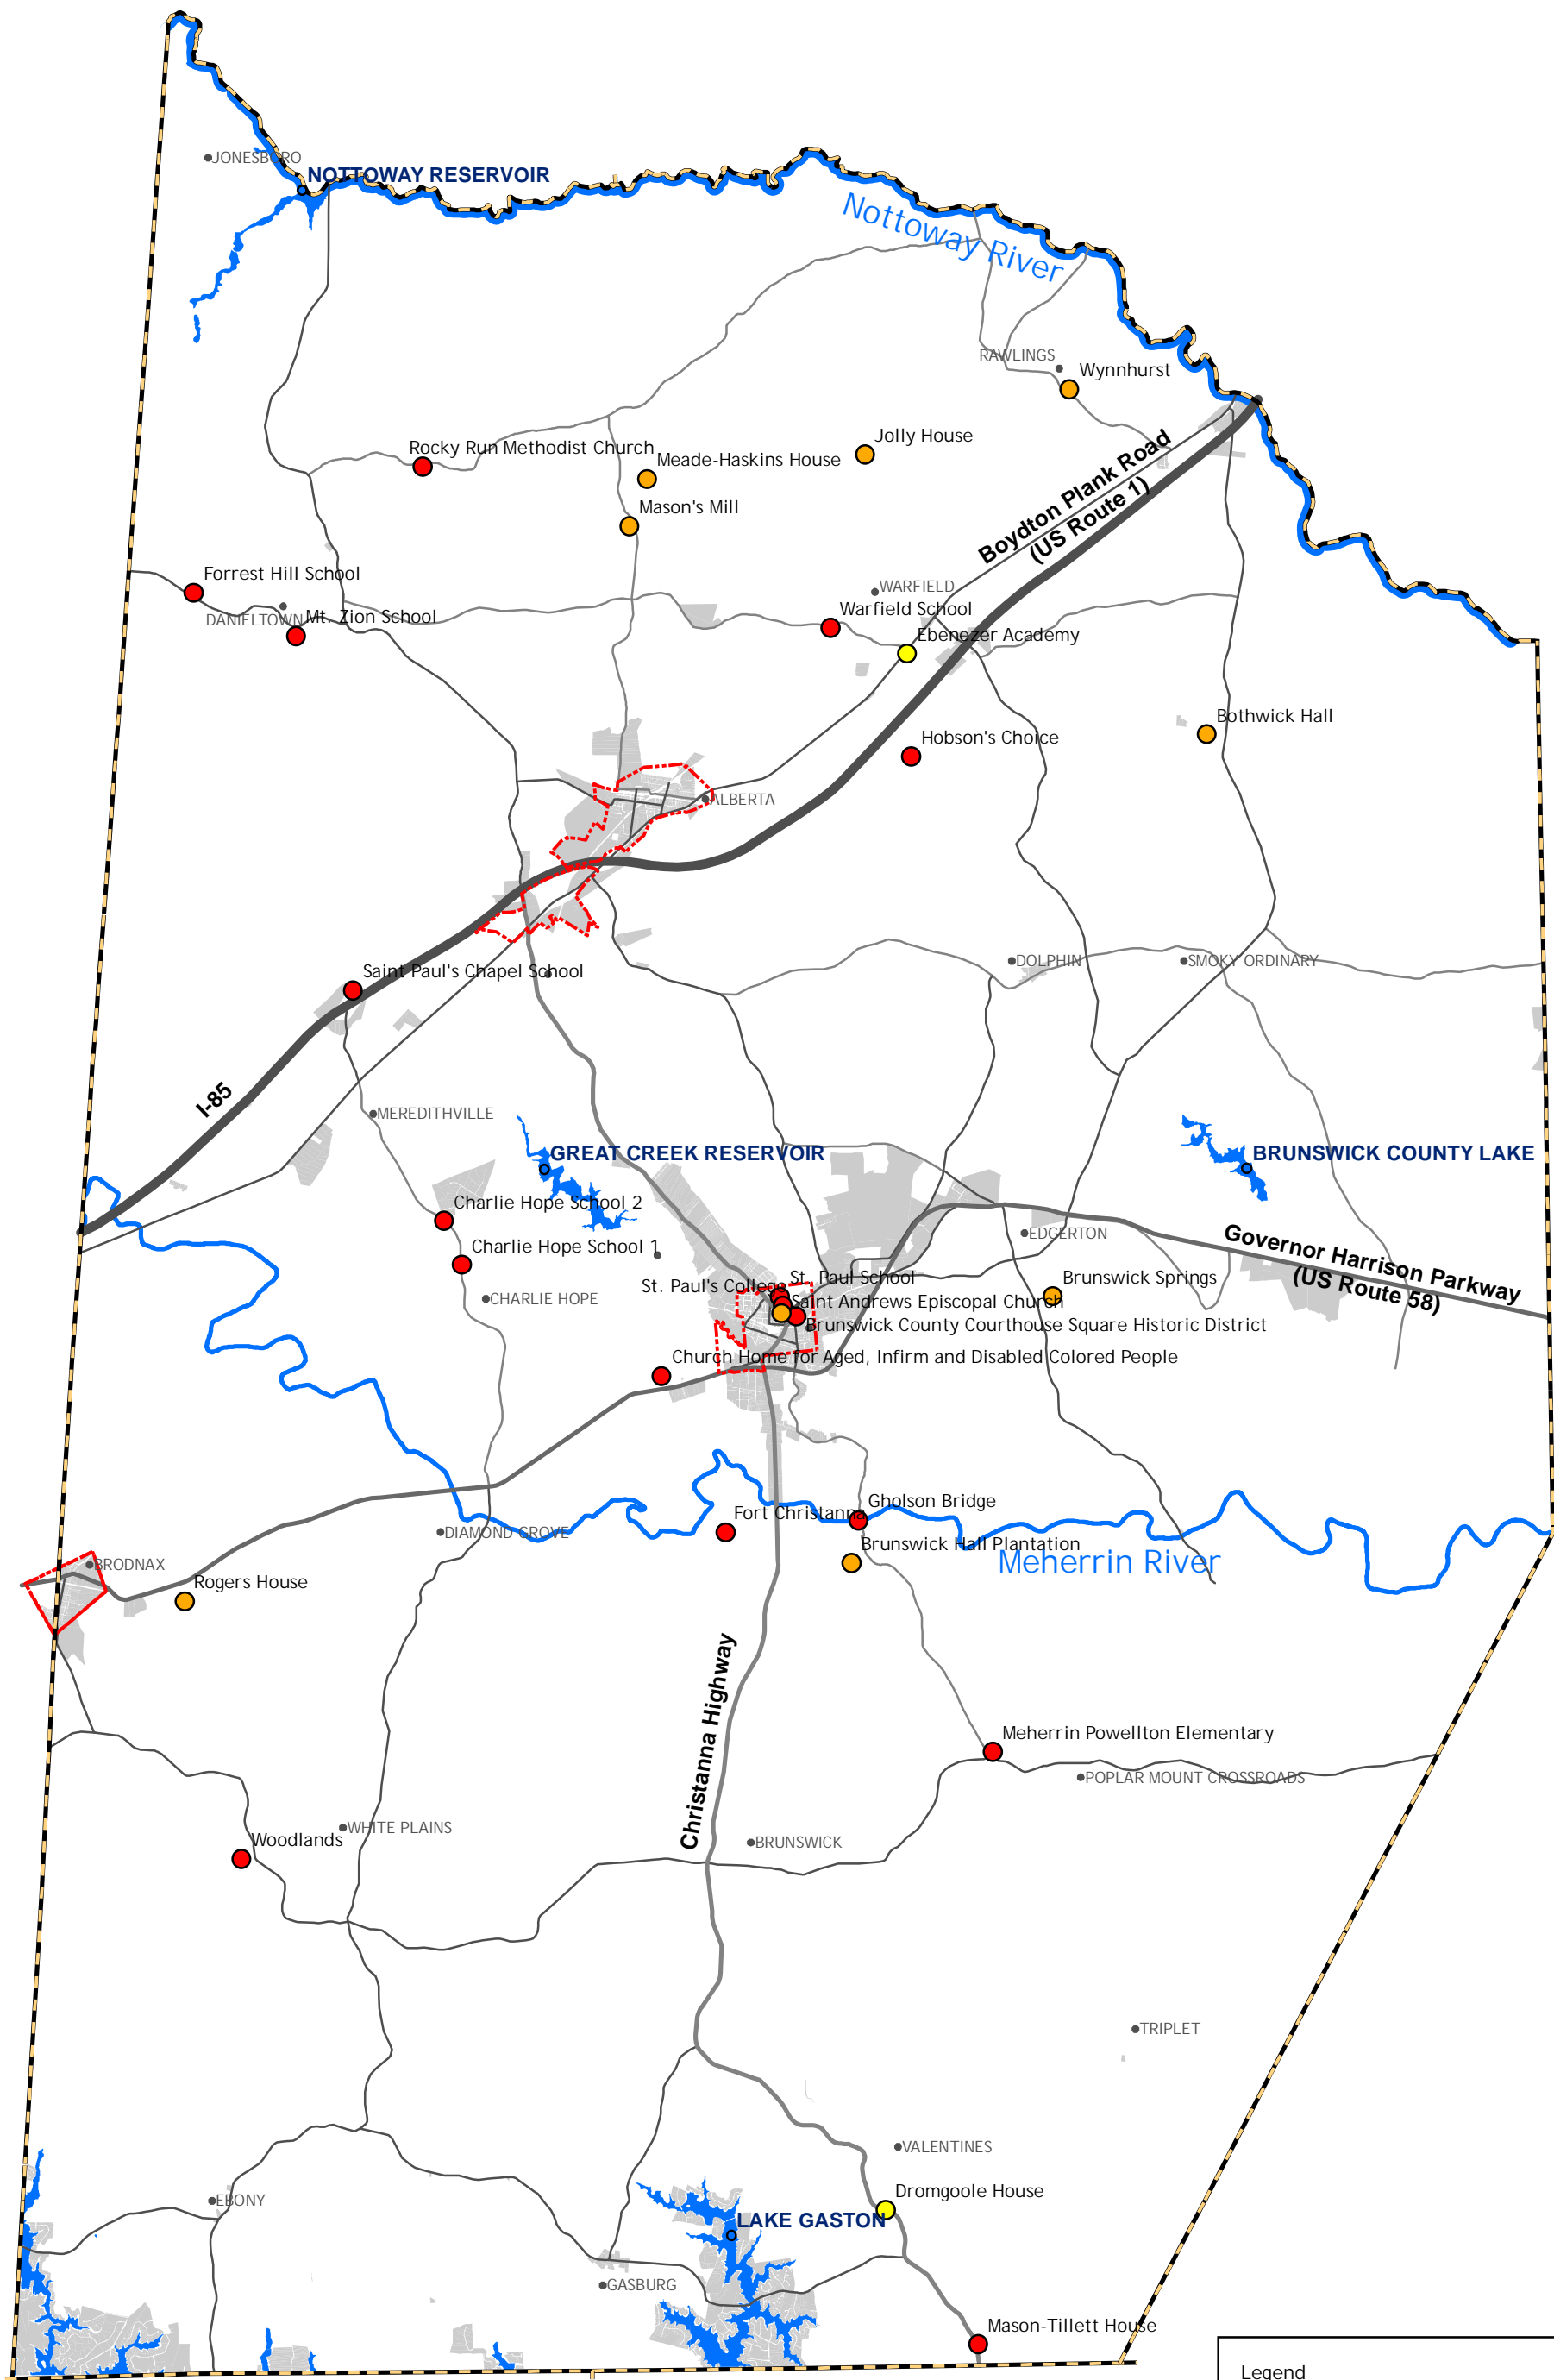 JONESBORO
NOTTOWAY RESERVOIR
Nottoway River
RAWLINGS
Wynnhurst
Jolly House
Rocky Run Methodist Church
Meade-Haskins House
Boydton Plank Road
(US Route 1)
Mason's Mill
Forrest Hill School
WARFIELD
Warfield School
DANIELTOWN
Mt. Zion School
Ebenezer Academy
Bothwick Hall
Hobson's Choice
ALBERTA
DOLPHIN
SMOKY ORDINARY
Saint Paul's Chapel School
I-85
MEREDITHVILLE
GREAT CREEK RESERVOIR
BRUNSWICK COUNTY LAKE
Charlie Hope School 2
EDGERTON
Governor Harrison Parkway
(US Route 58)
Charlie Hope School 1
St. Paul School
Brunswick Springs
St. Paul's College
CHARLIE HOPE
Saint Andrews Episcopal Church
Brunswick County Courthouse Square Historic District
Church Home for Aged, Infirm and Disabled Colored People
Gholson Bridge
Fort Christanna
DIAMOND GROVE
Brunswick Hall Plantation
Meherrin River
BRODNAX
Rogers House
Christanna Highway
Meherrin Powellton Elementary
POPLAR MOUNT CROSSROADS
WHITE PLAINS
Woodlands
BRUNSWICK
TRIPLET
VALENTINES
Dromgoole House
EBONY
LAKE GASTON
GASBURG
Mason-Tillett House
Legend